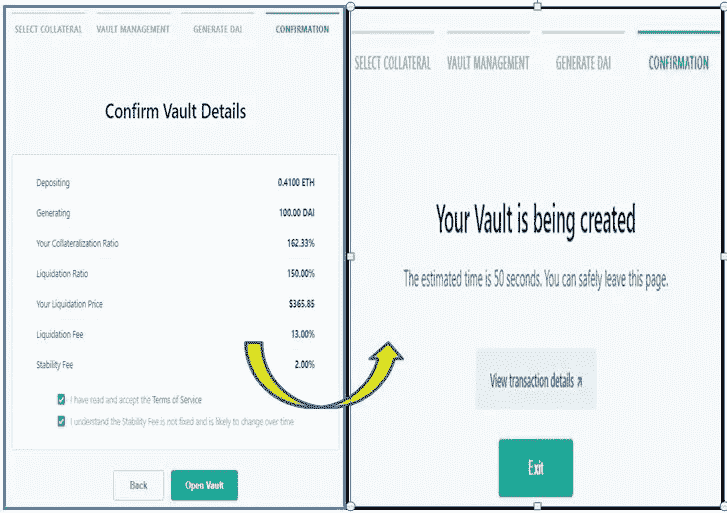 SELECT COLLATERAL VAULT MANAGEMENT GENERATE DAI CONFIRMATION
Confirm Vault Details
Depositing 0.4100 ETH
Generating 100.00 DAI
Your Collateralization Ratio 162.33%
Liquidation Ratio 150.00%
Your Liquidation Price $365.85
Liquidation Fee 13.00%
Stability Fee 2.00%
I have read and accept the Terms of Service
I understand the Stability Fee is not fixed and is likely to change over time
Back Open Vault
SELECT COLLATERAL VAULT MANAGEMENT GENERATE DAI CONFIRMATION
Your Vault is being created
The estimated time is 50 seconds. You can safely leave this page.
View transaction details ↗
Exit